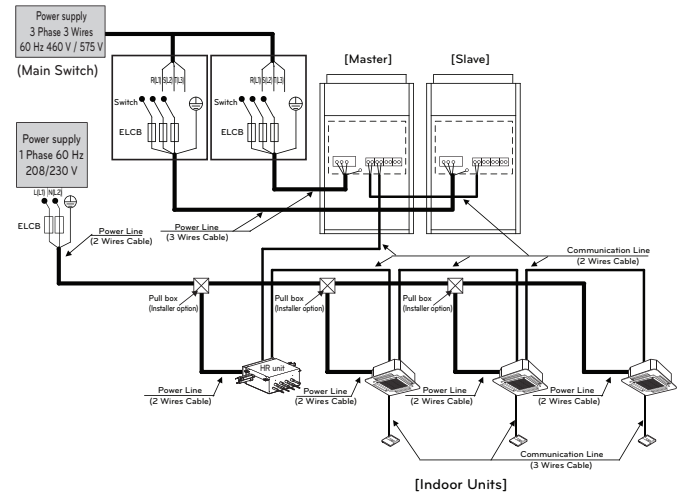 Power supply
3 Phase 3 Wires
60 Hz 460 V / 575 V
(Main Switch)
[Master]
[Slave]
R(L1) S(L2) T(L3)
R(L1) S(L2) T(L3)
Switch
Switch
ELCB
ELCB
Power supply
1 Phase 60 Hz
208/230 V
L(L1) N(L2)
ELCB
Power Line
(2 Wires Cable)
Power Line
(3 Wires Cable)
Communication Line
(2 Wires Cable)
Pull box
(Installer option)
Pull box
(Installer option)
Pull box
(Installer option)
HR unit
Power Line
(2 Wires Cable)
Power Line
(2 Wires Cable)
Power Line
(2 Wires Cable)
Power Line
(2 Wires Cable)
Communication Line
(3 Wires Cable)
[Indoor Units]